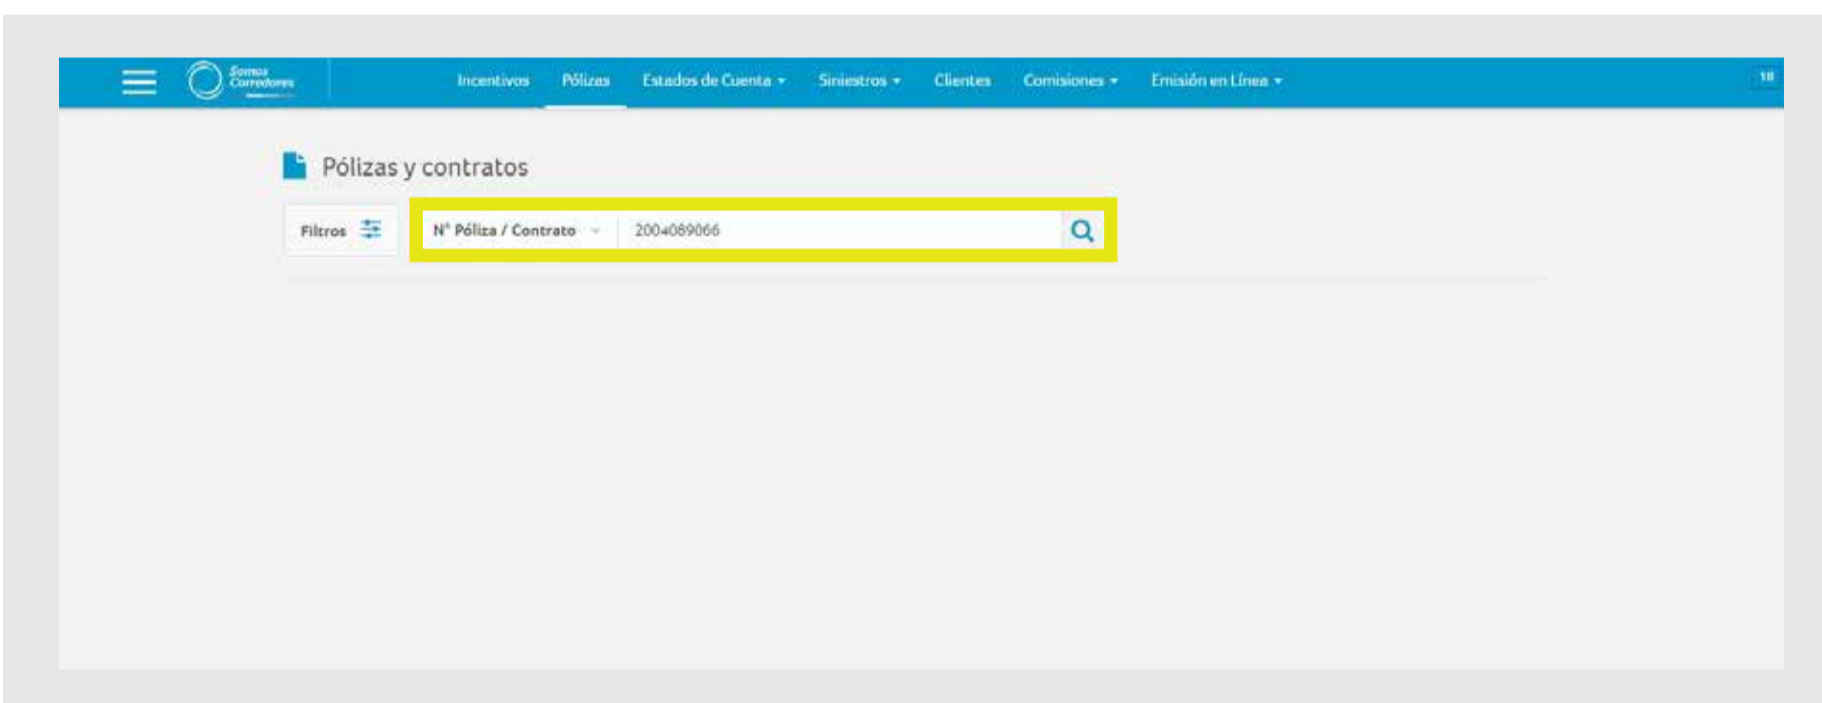 Somos
Corredores
Incentivos Pólizas Estados de Cuenta Siniestros Clientes Comisiones Emisión en Línea
18
Pólizas y contratos
Filtros N° Póliza / Contrato 2004089066